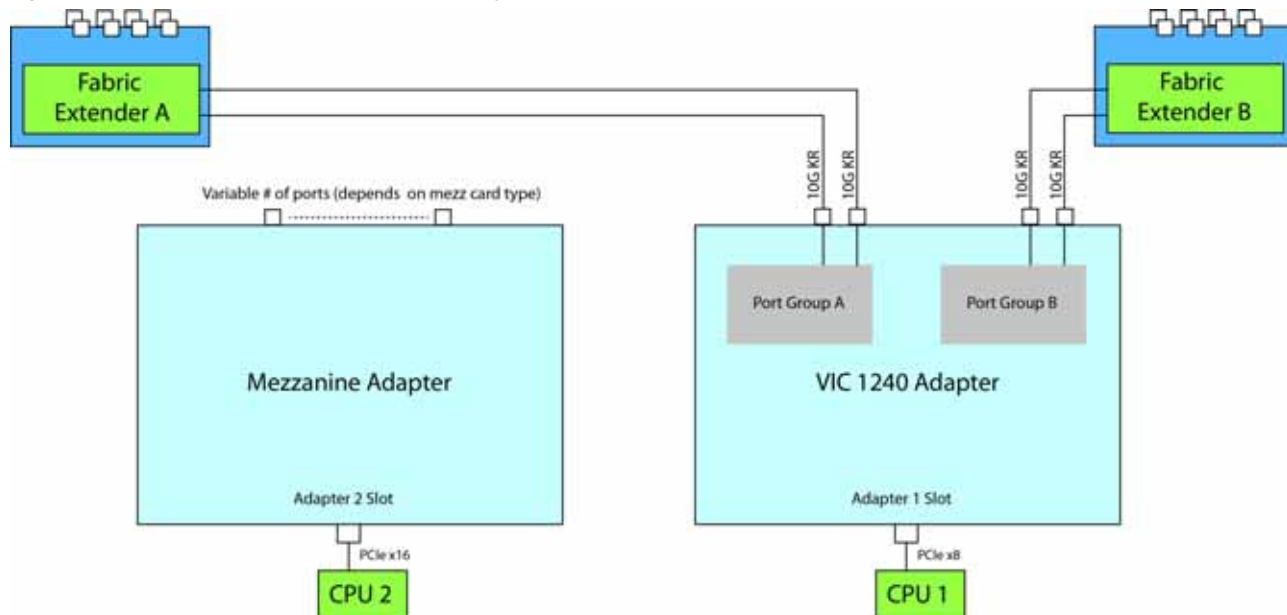 Fabric
Extender A
Fabric
Extender B
10G KR
10G KR
10G KR
10G KR
Variable # of ports (depends on mezz card type)
Port Group A
Port Group B
Mezzanine Adapter
VIC 1240 Adapter
Adapter 2 Slot
Adapter 1 Slot
PCIe x16
PCIe x8
CPU 2
CPU 1